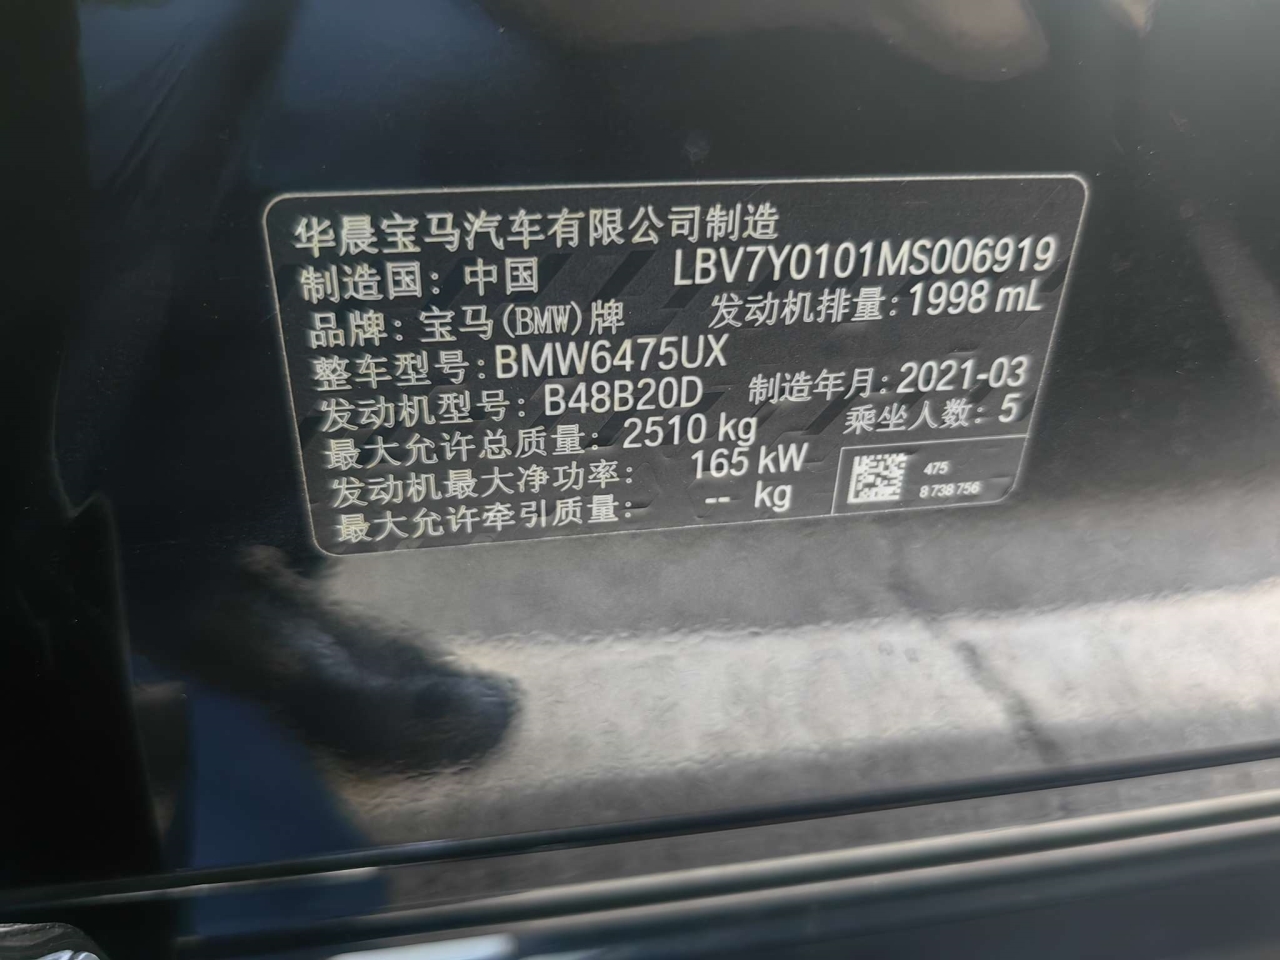 华晨宝马汽车有限公司制造
制造国：中国 LBV7Y0101MS006919
品牌：宝马(BMW)牌 发动机排量：1998 mL
整车型号：BMW6475UX
发动机型号：B48B20D 制造年月：2021-03
最大允许总质量：2510 kg 乘坐人数：5
发动机最大净功率： 165 kW
最大允许牵引质量： -- kg
475
8 738 756